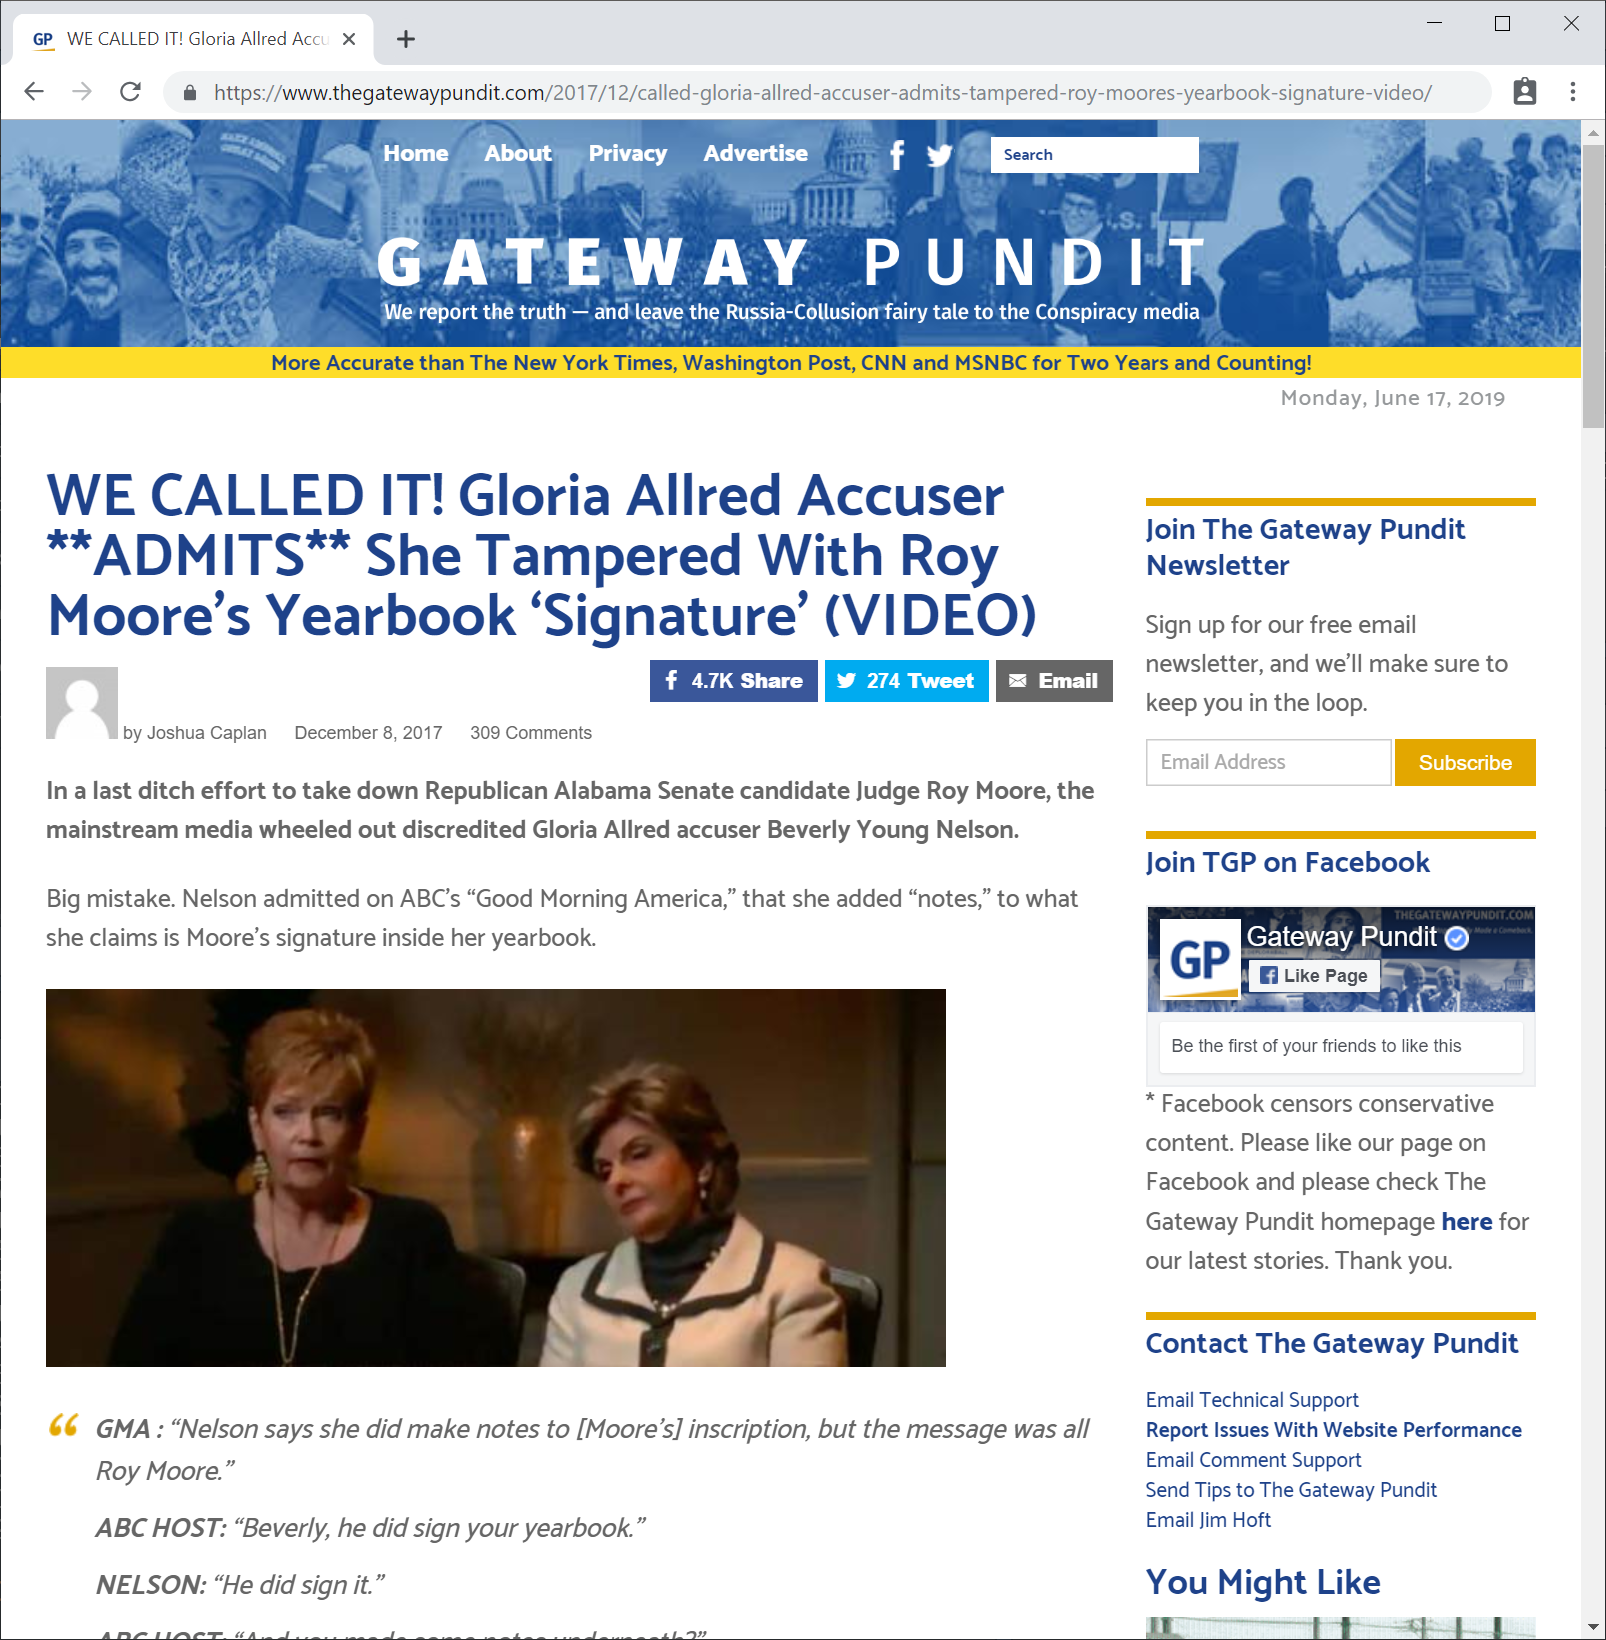 GP WE CALLED IT! Gloria Allred Accu
https://www.thegatewaypundit.com/2017/12/called-gloria-allred-accuser-admits-tampered-roy-moores-yearbook-signature-video/
Home About Privacy Advertise Search
GATEWAY PUNDIT
We report the truth — and leave the Russia-Collusion fairy tale to the Conspiracy media
More Accurate than The New York Times, Washington Post, CNN and MSNBC for Two Years and Counting!
Monday, June 17, 2019
WE CALLED IT! Gloria Allred Accuser
**ADMITS** She Tampered With Roy
Moore’s Yearbook ‘Signature’ (VIDEO)
4.7K Share 274 Tweet Email
by Joshua Caplan December 8, 2017 309 Comments
In a last ditch effort to take down Republican Alabama Senate candidate Judge Roy Moore, the
mainstream media wheeled out discredited Gloria Allred accuser Beverly Young Nelson.
Big mistake. Nelson admitted on ABC’s “Good Morning America,” that she added “notes,” to what
she claims is Moore’s signature inside her yearbook.
GMA : “Nelson says she did make notes to [Moore’s] inscription, but the message was all
Roy Moore.”
ABC HOST: “Beverly, he did sign your yearbook.”
NELSON: “He did sign it.”
ABC HOST: “And you made some notes underneath?”
Join The Gateway Pundit
Newsletter
Sign up for our free email
newsletter, and we’ll make sure to
keep you in the loop.
Email Address Subscribe
Join TGP on Facebook
THEGATEWAYPUNDIT.COM
GP Gateway Pundit
Like Page
Be the first of your friends to like this
* Facebook censors conservative
content. Please like our page on
Facebook and please check The
Gateway Pundit homepage here for
our latest stories. Thank you.
Contact The Gateway Pundit
Email Technical Support
Report Issues With Website Performance
Email Comment Support
Send Tips to The Gateway Pundit
Email Jim Hoft
You Might Like